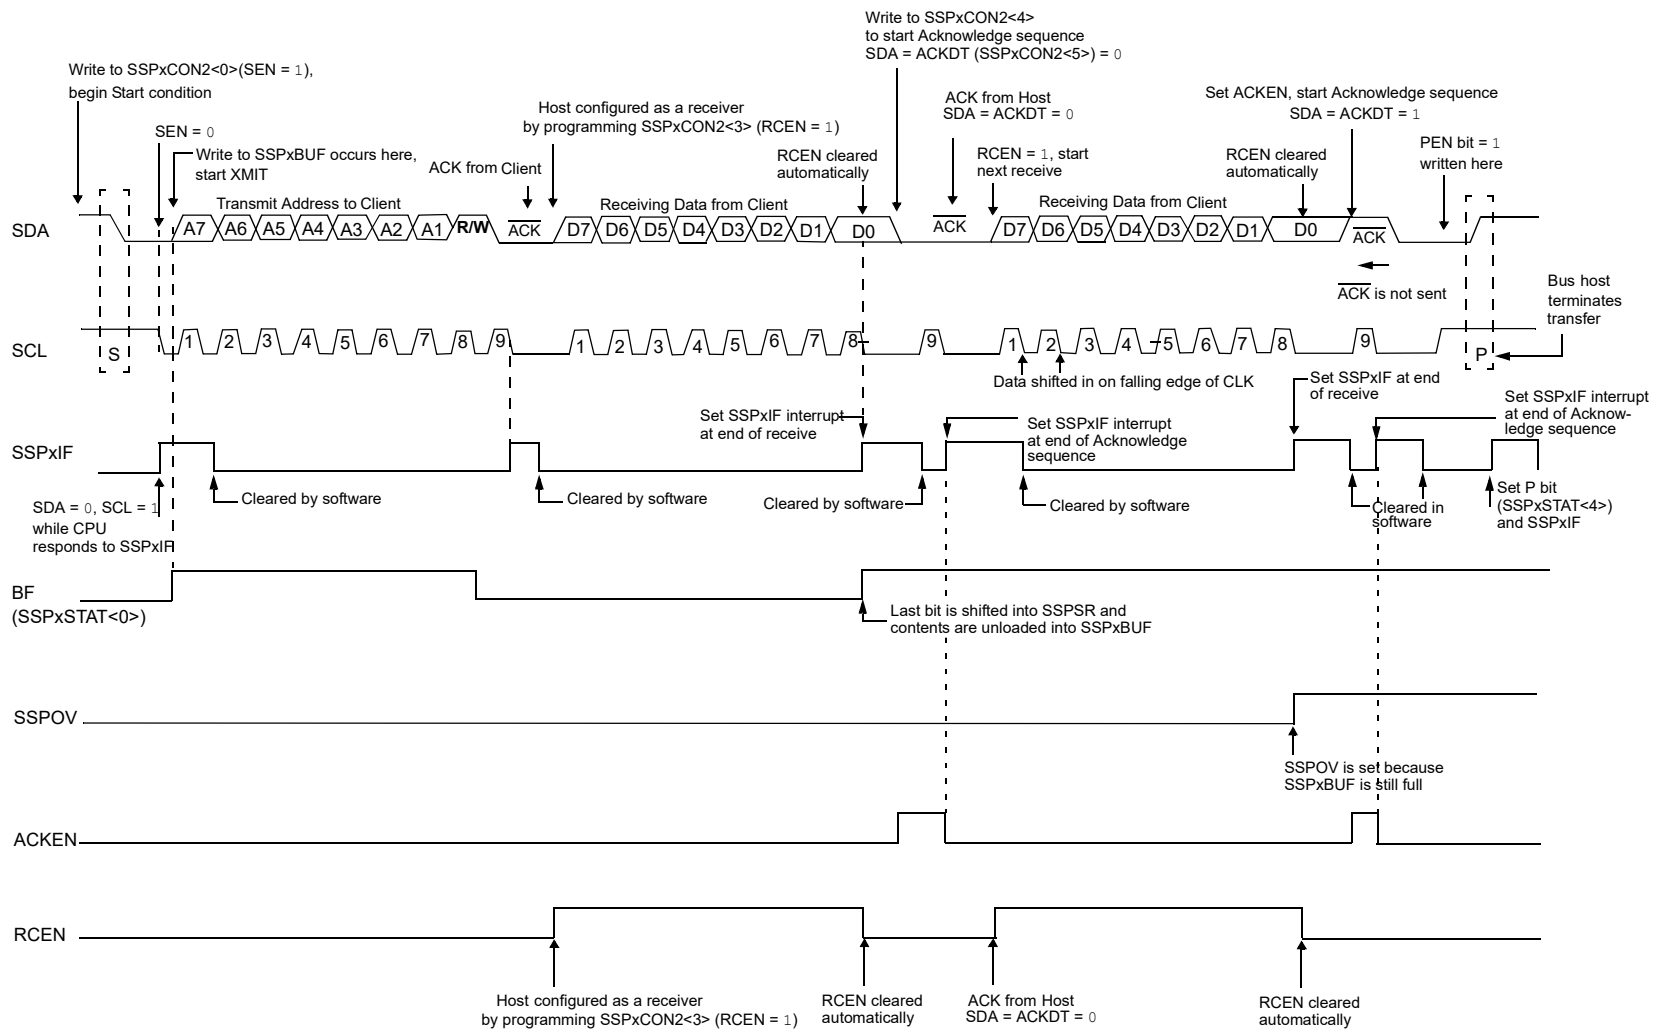 Write to SSPxCON2<4>
to start Acknowledge sequence
SDA = ACKDT (SSPxCON2<5>) = 0
Write to SSPxCON2<0>(SEN = 1),
begin Start condition
Host configured as a receiver
by programming SSPxCON2<3> (RCEN = 1)
ACK from Host
SDA = ACKDT = 0
Set ACKEN, start Acknowledge sequence
SDA = ACKDT = 1
SEN = 0
Write to SSPxBUF occurs here,
start XMIT
ACK from Client
RCEN cleared
automatically
RCEN = 1, start
next receive
RCEN cleared
automatically
PEN bit = 1
written here
Transmit Address to Client
Receiving Data from Client
Receiving Data from Client
SDA
A7 A6 A5 A4 A3 A2 A1 R/W ACK D7 D6 D5 D4 D3 D2 D1 D0 ACK D7 D6 D5 D4 D3 D2 D1 D0 ACK
ACK is not sent
Bus host
terminates
transfer
SCL
S 1 2 3 4 5 6 7 8 9 1 2 3 4 5 6 7 8 9 1 2 3 4 5 6 7 8 9 P
Data shifted in on falling edge of CLK
Set SSPxIF at end
of receive
Set SSPxIF interrupt
at end of receive
Set SSPxIF interrupt
at end of Acknowledge
sequence
Set SSPxIF interrupt
at end of Acknow-
ledge sequence
SSPxIF
Cleared by software
Cleared by software
Cleared by software
Cleared by software
Cleared in
software
Set P bit
(SSPxSTAT<4>)
and SSPxIF
SDA = 0, SCL = 1
while CPU
responds to SSPxIF
BF
(SSPxSTAT<0>)
Last bit is shifted into SSPSR and
contents are unloaded into SSPxBUF
SSPOV
SSPOV is set because
SSPxBUF is still full
ACKEN
RCEN
Host configured as a receiver
by programming SSPxCON2<3> (RCEN = 1)
RCEN cleared
automatically
ACK from Host
SDA = ACKDT = 0
RCEN cleared
automatically